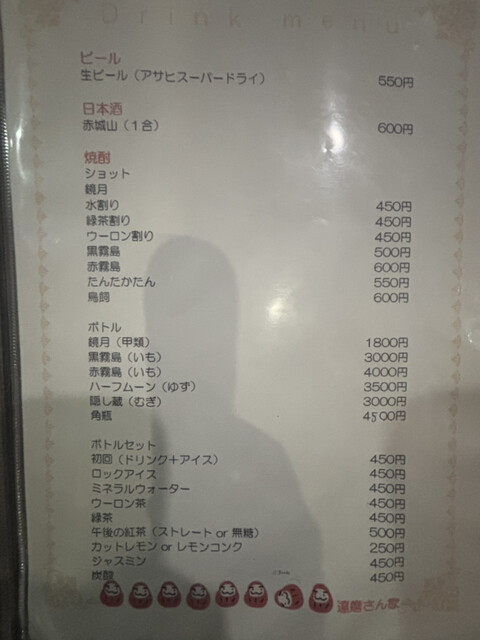 Drink menu
ビール
生ビール（アサヒスーパードライ） 550円
日本酒
赤城山（１合） 600円
焼酎
ショット
鏡月
水割り 450円
緑茶割り 450円
ウーロン割り 450円
黒霧島 500円
赤霧島 600円
たんたかたん 550円
鳥飼 600円
ボトル
鏡月（甲類） 1800円
黒霧島（いも） 3000円
赤霧島（いも） 4000円
ハーフムーン（ゆず） 3500円
隠し蔵（むぎ） 3000円
角瓶 4500円
ボトルセット
初回（ドリンク＋アイス） 450円
ロックアイス 450円
ミネラルウォーター 450円
ウーロン茶 450円
緑茶 450円
午後の紅茶（ストレート or 無糖） 500円
カットレモン or レモンコンク 250円
ジャスミン 450円
炭酸 450円
達磨さん家